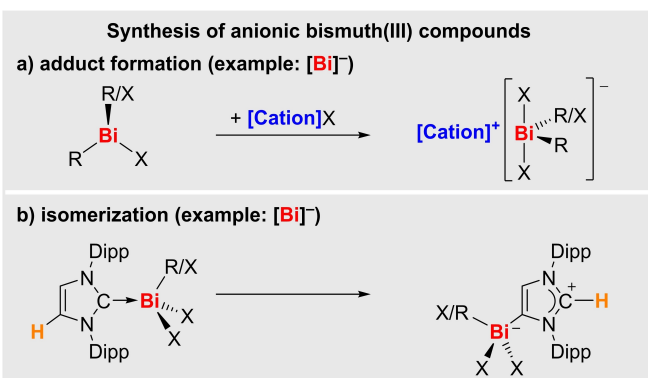 Synthesis of anionic bismuth(III) compounds
a) adduct formation (example: [Bi]⁻)
R/X
Bi
R
X
+ [Cation]X
[Cation]⁺
X
Bi
R/X
R
X
−
b) isomerization (example: [Bi]⁻)
Dipp
N
C
Bi
R/X
X
X
N
H
Dipp
Dipp
N
C
+
H
N
X/R
Bi
−
X X
Dipp